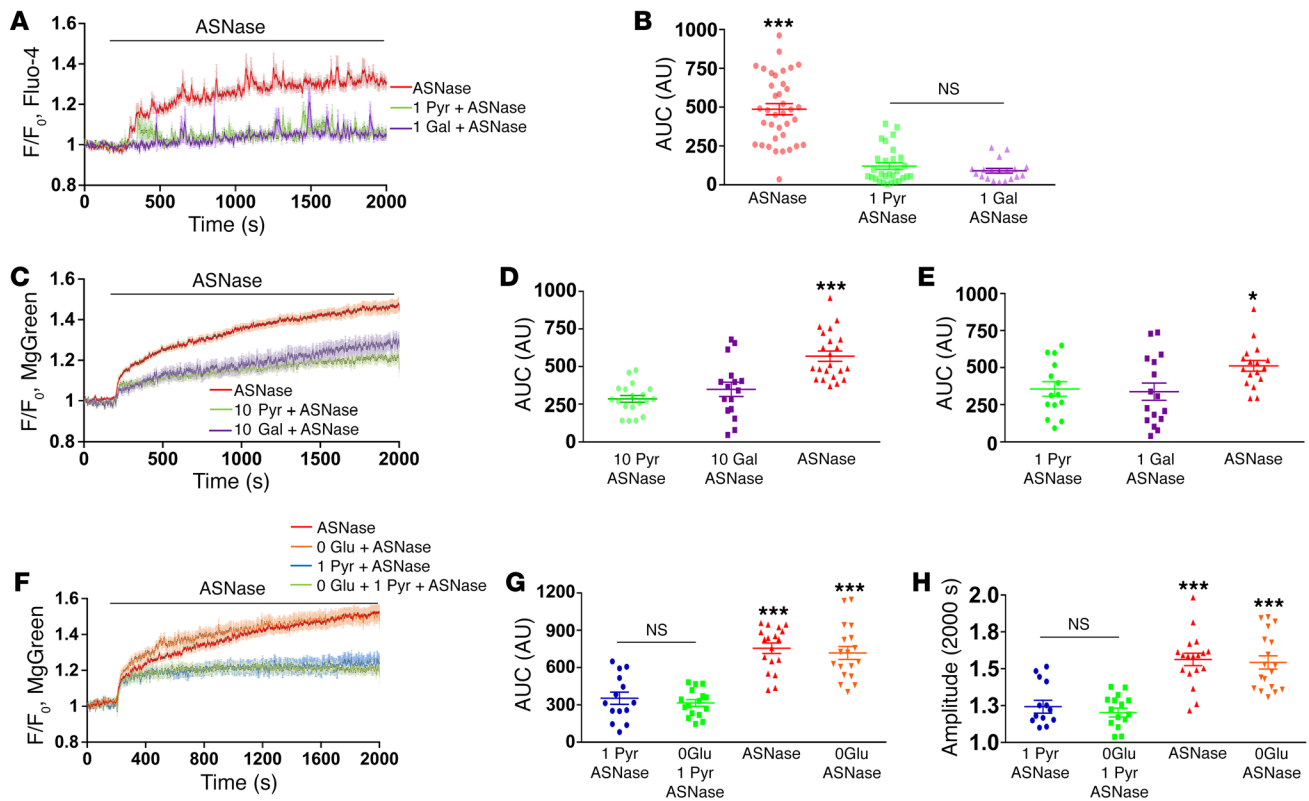 A
F/F0, Fluo-4
1.6
1.4
1.2
1
0.8
ASNase
0
500
1000
1500
2000
Time (s)
ASNase
1 Pyr + ASNase
1 Gal + ASNase
B
AUC (AU)
1000
750
500
250
0
***
NS
ASNase
1 Pyr
ASNase
1 Gal
ASNase
C
F/F0, MgGreen
1.6
1.4
1.2
1
0.8
ASNase
ASNase
10 Pyr + ASNase
10 Gal + ASNase
0
500
1000
1500
2000
Time (s)
D
AUC (AU)
1000
750
500
250
0
***
10 Pyr
ASNase
10 Gal
ASNase
ASNase
E
AUC (AU)
1000
750
500
250
0
*
1 Pyr
ASNase
1 Gal
ASNase
ASNase
F
ASNase
0 Glu + ASNase
1 Pyr + ASNase
0 Glu + 1 Pyr + ASNase
F/F0, MgGreen
1.6
1.4
1.2
1
0.8
ASNase
0
400
800
1200
1600
2000
Time (s)
G
AUC (AU)
1200
900
600
300
0
NS
***
***
1 Pyr
ASNase
0Glu
1 Pyr
ASNase
ASNase
0Glu
ASNase
H
Amplitude (2000 s)
2.0
1.8
1.5
1.3
1.0
NS
***
***
1 Pyr
ASNase
0Glu
1 Pyr
ASNase
ASNase
0Glu
ASNase